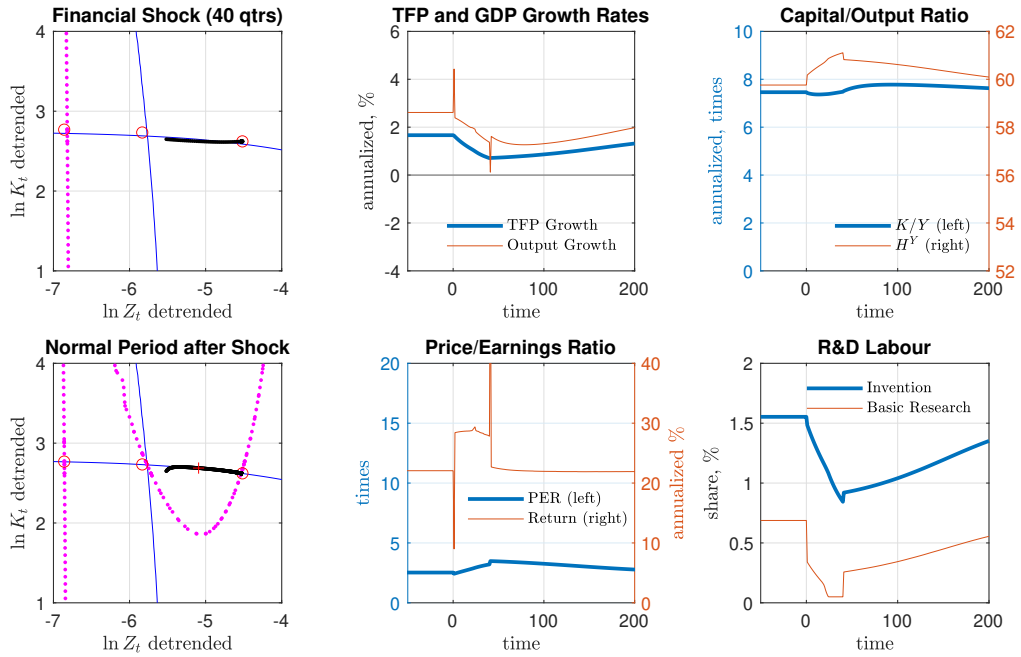 Financial Shock (40 qtrs)
4
3
2
1
-7
-6
-5
-4
ln K_t detrended
ln Z_t detrended
TFP and GDP Growth Rates
6
4
2
0
-2
-4
0
100
200
annualized, %
time
TFP Growth
Output Growth
Capital/Output Ratio
10
8
6
4
2
0
62
60
58
56
54
52
0
100
200
annualized, times
time
K/Y (left)
H^Y (right)
Normal Period after Shock
4
3
2
1
-7
-6
-5
-4
ln K_t detrended
ln Z_t detrended
Price/Earnings Ratio
20
15
10
5
0
40
30
20
10
0
0
100
200
times
annualized %
time
PER (left)
Return (right)
R&D Labour
2
1.5
1
0.5
0
0
100
200
share, %
time
Invention
Basic Research